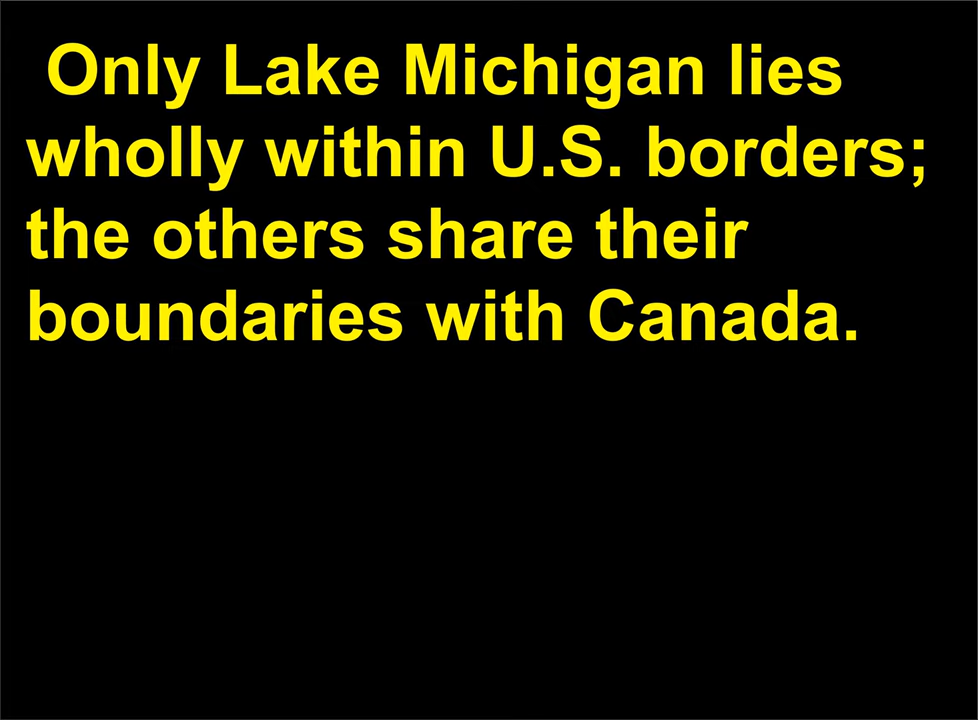 Only Lake Michigan lies
wholly within U.S. borders;
the others share their
boundaries with Canada.